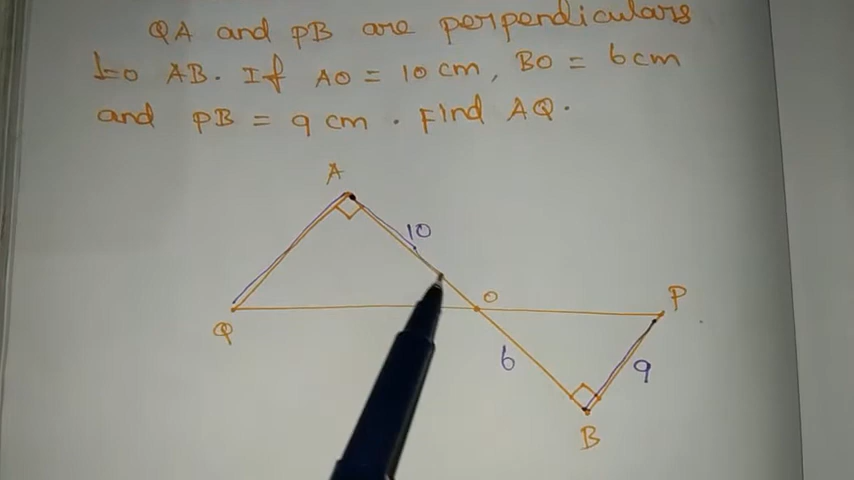 QA and PB are perpendiculars
to AB. If AO = 10 cm, BO = 6 cm
and PB = 9 cm. Find AQ.
A
10
O
P
Q
6
9
B